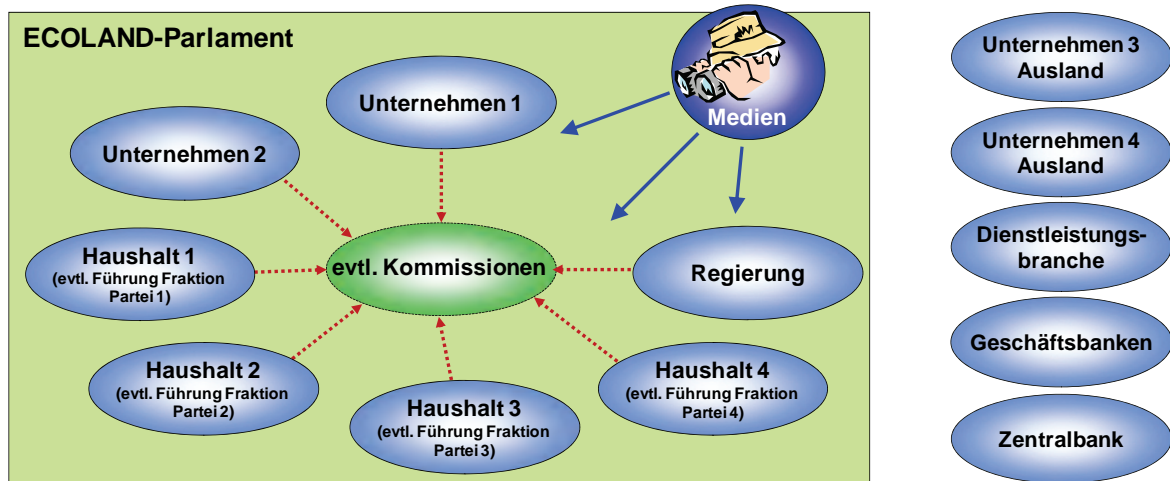 ECOLAND-Parlament
Medien
Unternehmen 1
Unternehmen 2
Haushalt 1
(evtl. Führung Fraktion
Partei 1)
evtl. Kommissionen
Regierung
Haushalt 2
(evtl. Führung Fraktion
Partei 2)
Haushalt 3
(evtl. Führung Fraktion
Partei 3)
Haushalt 4
(evtl. Führung Fraktion
Partei 4)
Unternehmen 3
Ausland
Unternehmen 4
Ausland
Dienstleistungs-
branche
Geschäftsbanken
Zentralbank